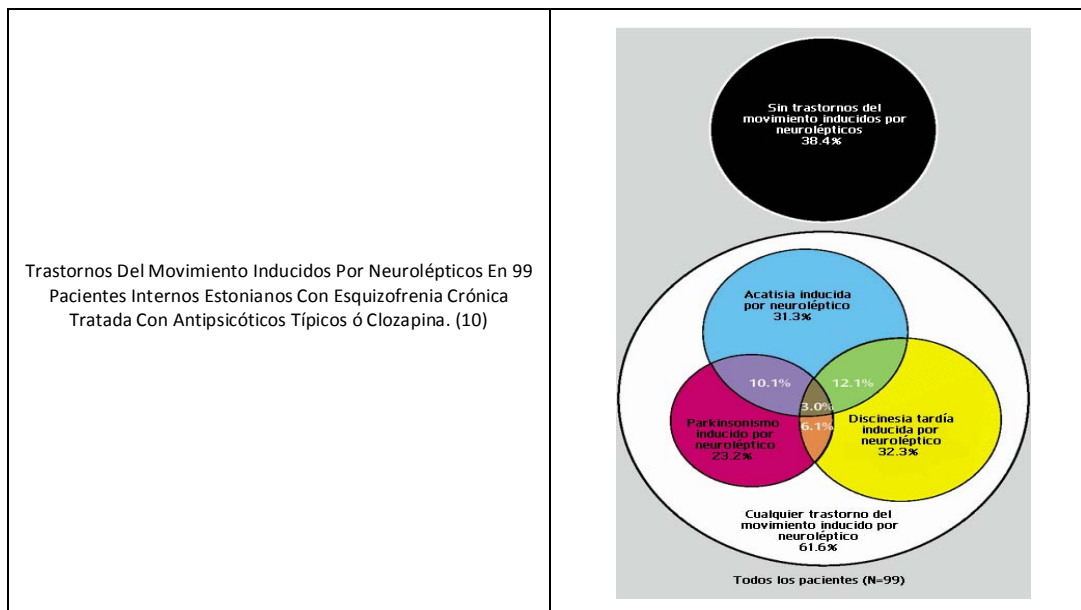 Trastornos Del Movimiento Inducidos Por Neurolépticos En 99
Pacientes Internos Estonianos Con Esquizofrenia Crónica
Tratada Con Antipsicóticos Típicos ó Clozapina. (10)
Sin trastornos del
movimiento inducidos por
neurolépticos
38.4%
Acatisia inducida
por neuroléptico
31.3%
10.1%
12.1%
3.0%
6.1%
Parkinsonismo
inducido por
neuroléptico
23.2%
Discinesia tardía
inducida por
neuroléptico
32.3%
Cualquier trastorno del
movimiento inducido por
neuroléptico
61.6%
Todos los pacientes (N=99)